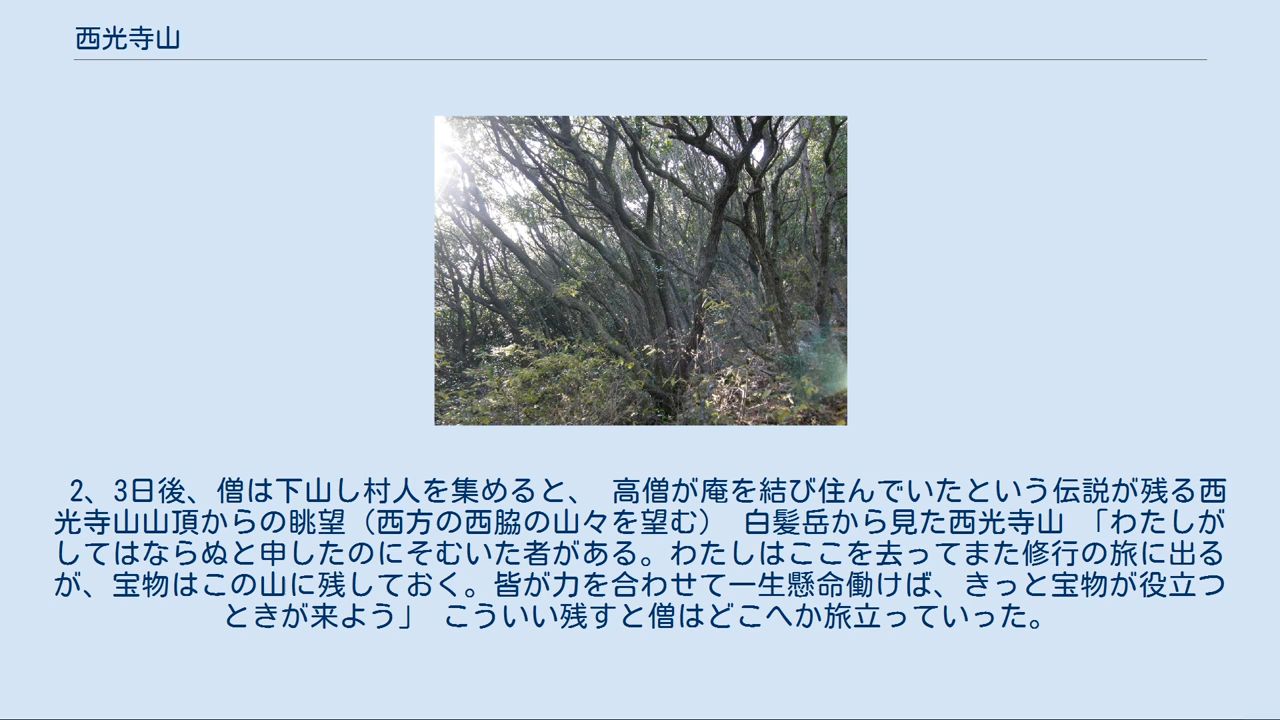 西光寺山
2、3日後、僧は下山し村人を集めると、 高僧が庵を結び住んでいたという伝説が残る西
光寺山山頂からの眺望（西方の西脇の山々を望む） 白髪岳から見た西光寺山 「わたしが
してはならぬと申したのにそむいた者がある。わたしはここを去ってまた修行の旅に出る
が、宝物はこの山に残しておく。皆が力を合わせて一生懸命働けば、きっと宝物が役立つ
ときが来よう」 こういい残すと僧はどこへか旅立っていった。